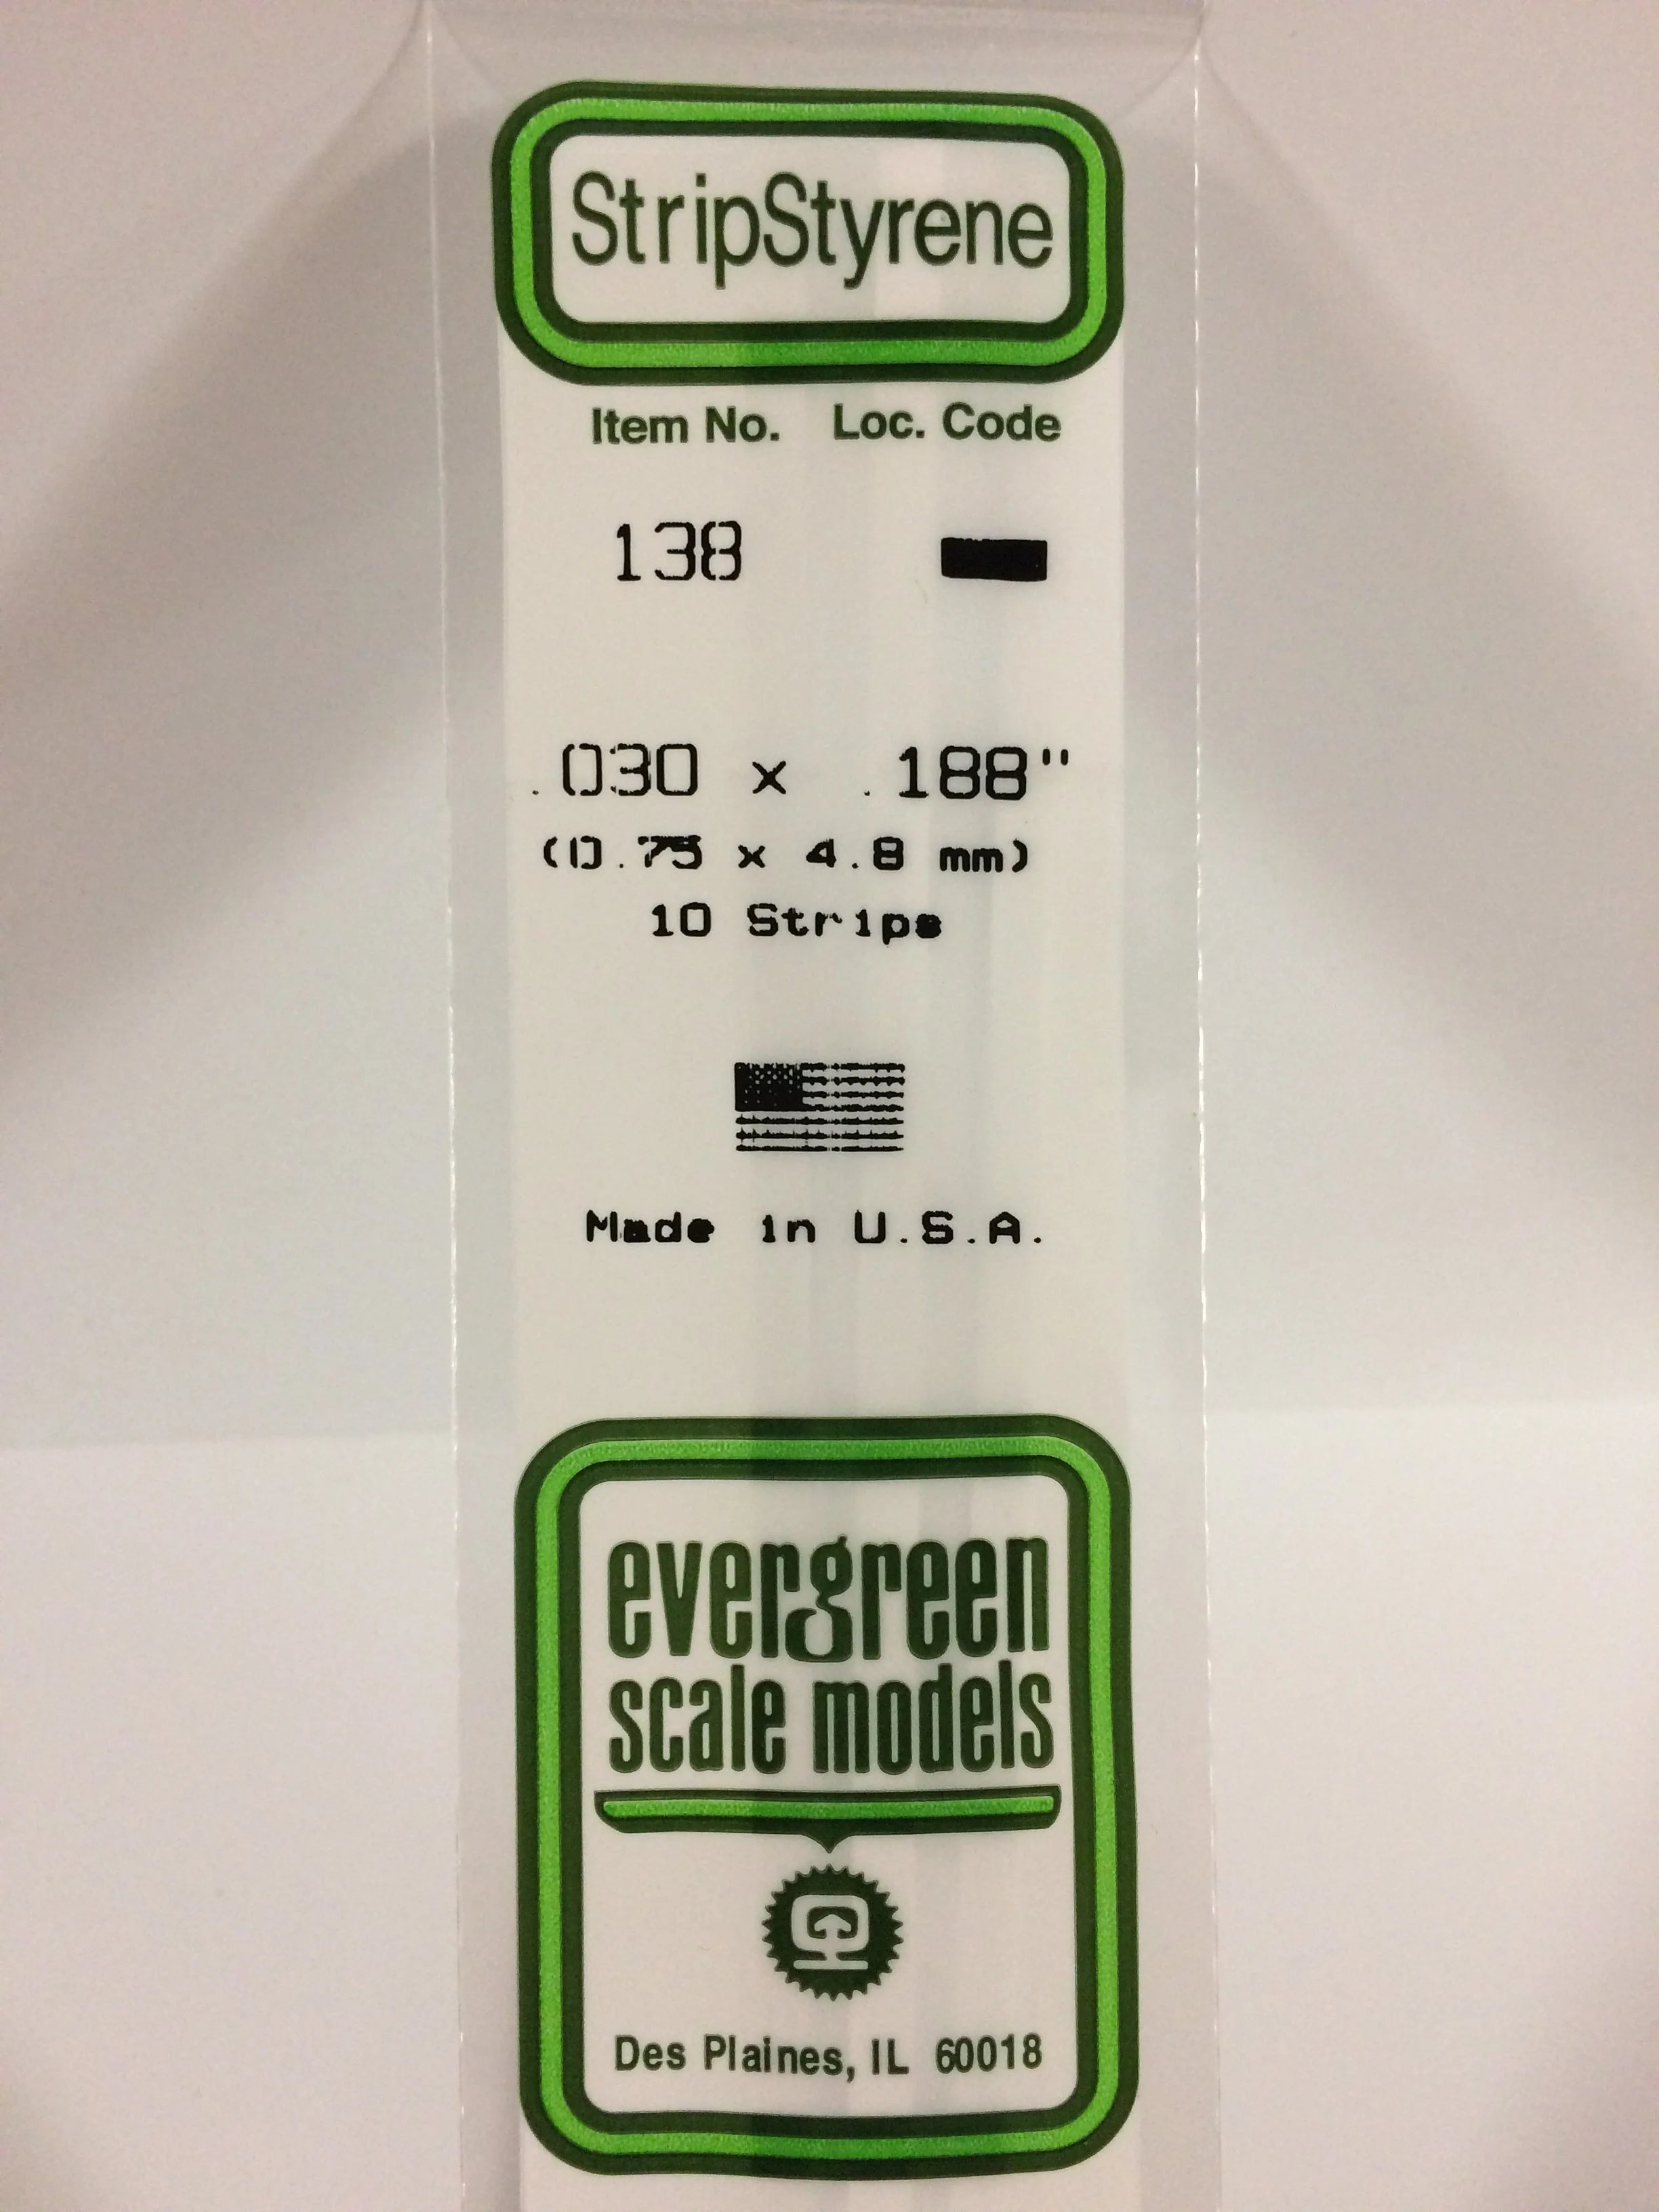 StripStyrene
Item No. Loc. Code
138
.030 x .188"
(0.75 x 4.8 mm)
10 Strips
Made in U.S.A.
evergreen
scale models
Des Plaines, IL 60018